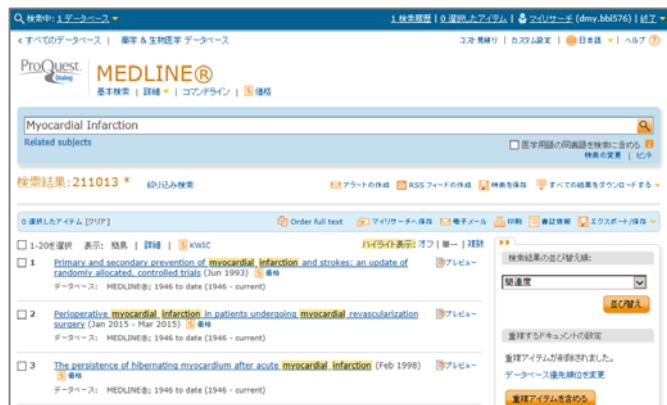 検索中: 1 データベース
1 検索履歴 | 0 選択したアイテム | マイリサーチ (dmy.bbi576) | 終了
< すべてのデータベース | 薬学 & 生物医学 データベース
コスト見積り | カスタム設定 | 日本語 | ヘルプ
ProQuest
Dialog
MEDLINE®
基本検索 | 詳細 | コマンドライン | $ 価格
Myocardial Infarction
Related subjects
医学用語の同義語を検索に含める
検索の変更 | ヒント
検索結果: 211013 *
絞り込み検索
アラートの作成 RSS フィードの作成 検索を保存 すべての結果をダウンロードする
0 選択したアイテム [クリア]
Order full text マイリサーチへ保存 電子メール 印刷 書誌情報 エクスポート/保存
1-20を選択 表示: 簡易 | 詳細 | $ KWIC
ハイライト表示: オフ | 単一 | 複数
1 Primary and secondary prevention of myocardial infarction and strokes: an update of
randomly allocated, controlled trials (Jun 1993) $ 価格
プレビュー
データベース: MEDLINE®; 1946 to date (1946 - current)
2 Perioperative myocardial infarction in patients undergoing myocardial revascularization
surgery (Jan 2015 - Mar 2015) $ 価格
プレビュー
データベース: MEDLINE®; 1946 to date (1946 - current)
3 The persistence of hibernating myocardium after acute myocardial infarction (Feb 1998)
$ 価格
プレビュー
データベース: MEDLINE®; 1946 to date (1946 - current)
検索結果の並び替え順:
関連度
並び替え
重複するドキュメントの設定
重複アイテムが削除されました。
データベース優先順位を変更
重複アイテムを含める